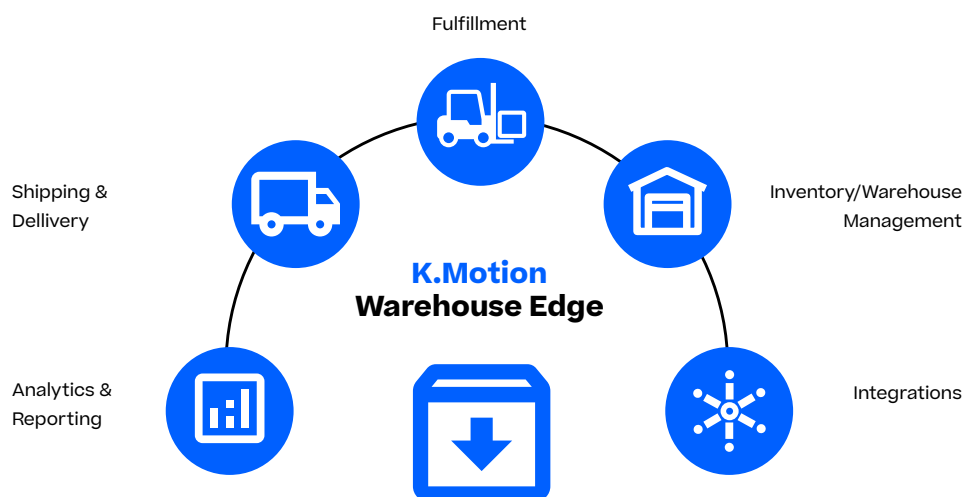 Fulfillment
Shipping &
Dellivery
Inventory/Warehouse
Management
K.Motion
Warehouse Edge
Analytics &
Reporting
Integrations